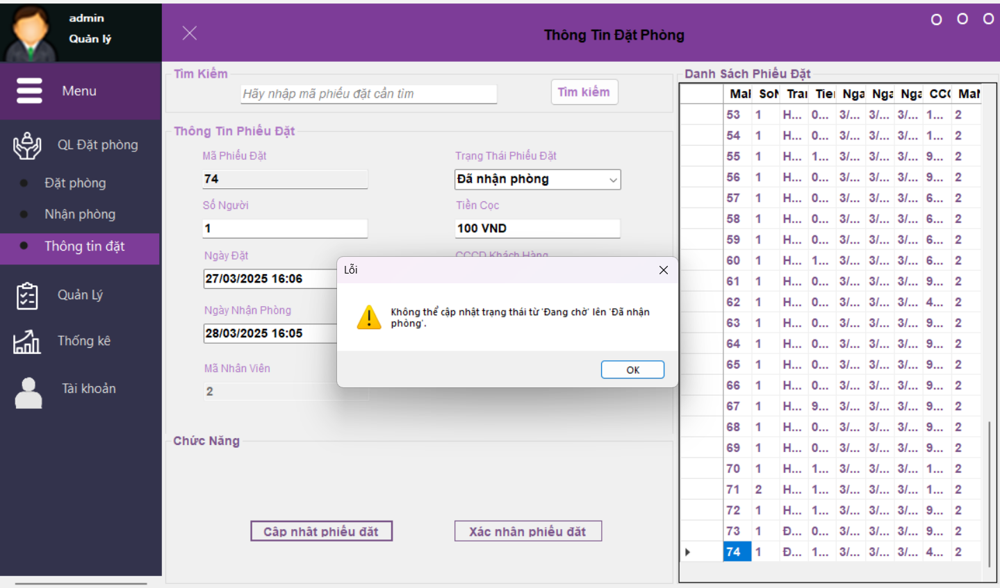 admin
Quản lý
Thông Tin Đặt Phòng
Menu
QL Đặt phòng
Đặt phòng
Nhận phòng
Thông tin đặt
Quản Lý
Thống kê
Tài khoản
Tìm Kiếm
Hãy nhập mã phiếu đặt cần tìm
Tìm kiếm
Thông Tin Phiếu Đặt
Mã Phiếu Đặt
74
Trạng Thái Phiếu Đặt
Đã nhận phòng
Số Người
1
Tiền Cọc
100 VND
Ngày Đặt
27/03/2025 16:06
CCCD Khách Hàng
Ngày Nhận Phòng
28/03/2025 16:05
Mã Nhân Viên
2
Lỗi
Không thể cập nhật trạng thái từ 'Đang chờ' lên 'Đã nhận
phòng'.
OK
Chức Năng
Cập nhật phiếu đặt
Xác nhận phiếu đặt
Danh Sách Phiếu Đặt
53 1 H... 0... 3/... 3/... 3/... 1... 2
54 1 H... 0... 3/... 3/... 3/... 1... 2
55 1 H... 1... 3/... 3/... 3/... 9... 2
56 1 H... 0... 3/... 3/... 3/... 9... 2
57 1 H... 0... 3/... 3/... 3/... 6... 2
58 1 H... 0... 3/... 3/... 3/... 6... 2
59 1 H... 0... 3/... 3/... 3/... 6... 2
60 1 H... 1... 3/... 3/... 3/... 6... 2
61 1 H... 0... 3/... 3/... 3/... 9... 2
62 1 H... 0... 3/... 3/... 3/... 4... 2
63 1 H... 0... 3/... 3/... 3/... 9... 2
64 1 H... 0... 3/... 3/... 3/... 9... 2
65 1 H... 0... 3/... 3/... 3/... 9... 2
66 1 H... 0... 3/... 3/... 3/... 9... 2
67 1 H... 9... 3/... 3/... 3/... 9... 2
68 1 H... 0... 3/... 3/... 3/... 9... 2
69 1 H... 0... 3/... 3/... 3/... 9... 2
70 1 H... 1... 3/... 3/... 3/... 1... 2
71 2 H... 1... 3/... 3/... 3/... 1... 2
72 1 H... 1... 3/... 3/... 3/... 9... 2
73 1 Đ... 0... 3/... 3/... 3/... 9... 2
74 1 Đ... 1... 3/... 3/... 3/... 4... 2